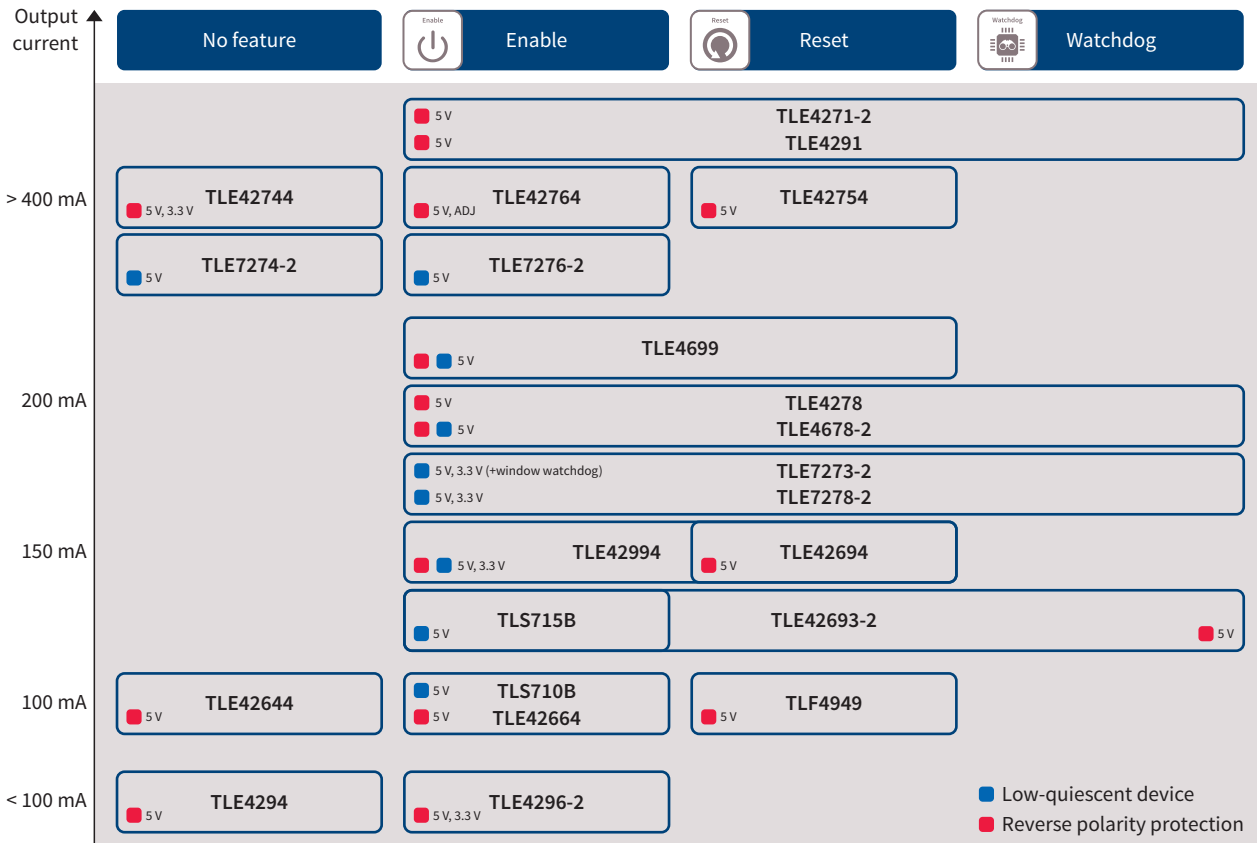 Output
current
No feature
Enable
Enable
Reset
Reset
Watchdog
Watchdog
5 V TLE4271-2
5 V TLE4291
> 400 mA
TLE42744
5 V, 3.3 V
TLE42764
5 V, ADJ
TLE42754
5 V
TLE7274-2
5 V
TLE7276-2
5 V
TLE4699
5 V
200 mA
5 V TLE4278
5 V TLE4678-2
5 V, 3.3 V (+window watchdog) TLE7273-2
5 V, 3.3 V TLE7278-2
150 mA
TLE42994
5 V, 3.3 V
TLE42694
5 V
TLS715B
5 V
TLE42693-2
5 V
100 mA
TLE42644
5 V
5 V TLS710B
5 V TLE42664
TLF4949
5 V
< 100 mA
TLE4294
5 V
TLE4296-2
5 V, 3.3 V
Low-quiescent device
Reverse polarity protection